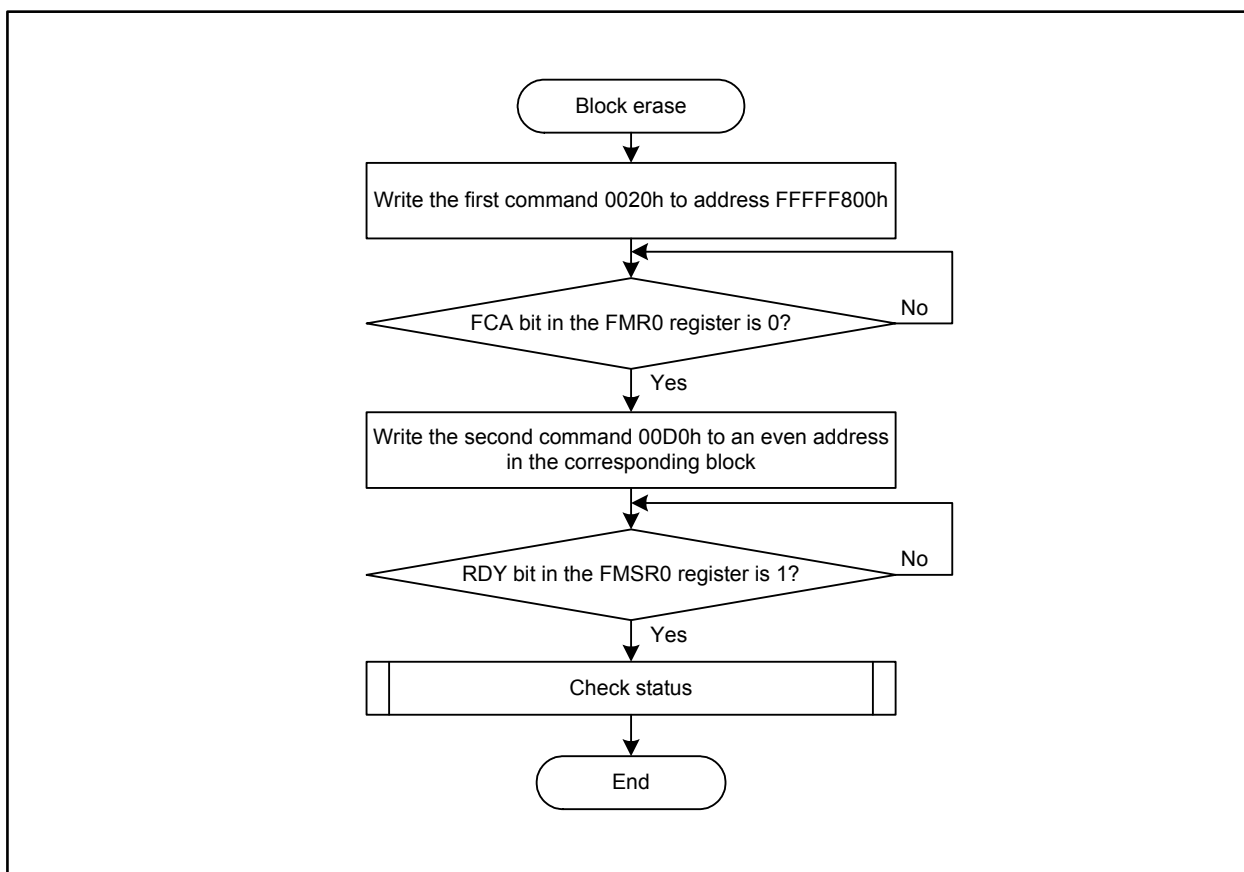 Block erase
Write the first command 0020h to address FFFFF800h
FCA bit in the FMR0 register is 0?
No
Yes
Write the second command 00D0h to an even address
in the corresponding block
RDY bit in the FMSR0 register is 1?
No
Yes
Check status
End